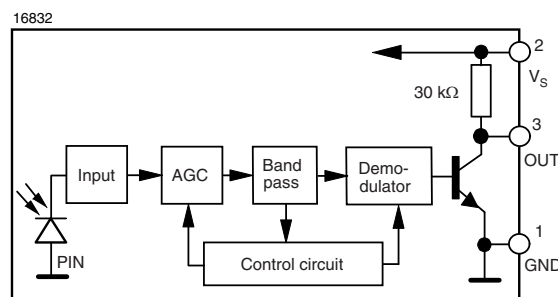 16832
2
V_S
30 kΩ
3
OUT
Input
AGC
Band
pass
Demo-
dulator
1
GND
PIN
Control circuit